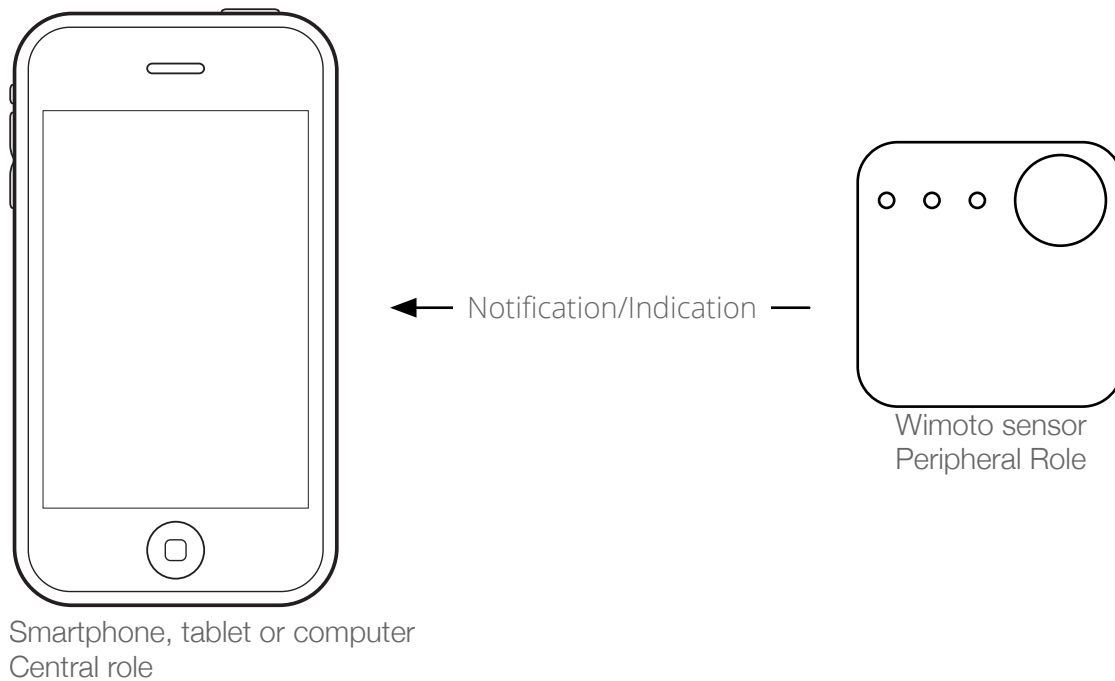 Notification/Indication
Wimoto sensor
Peripheral Role
Smartphone, tablet or computer
Central role